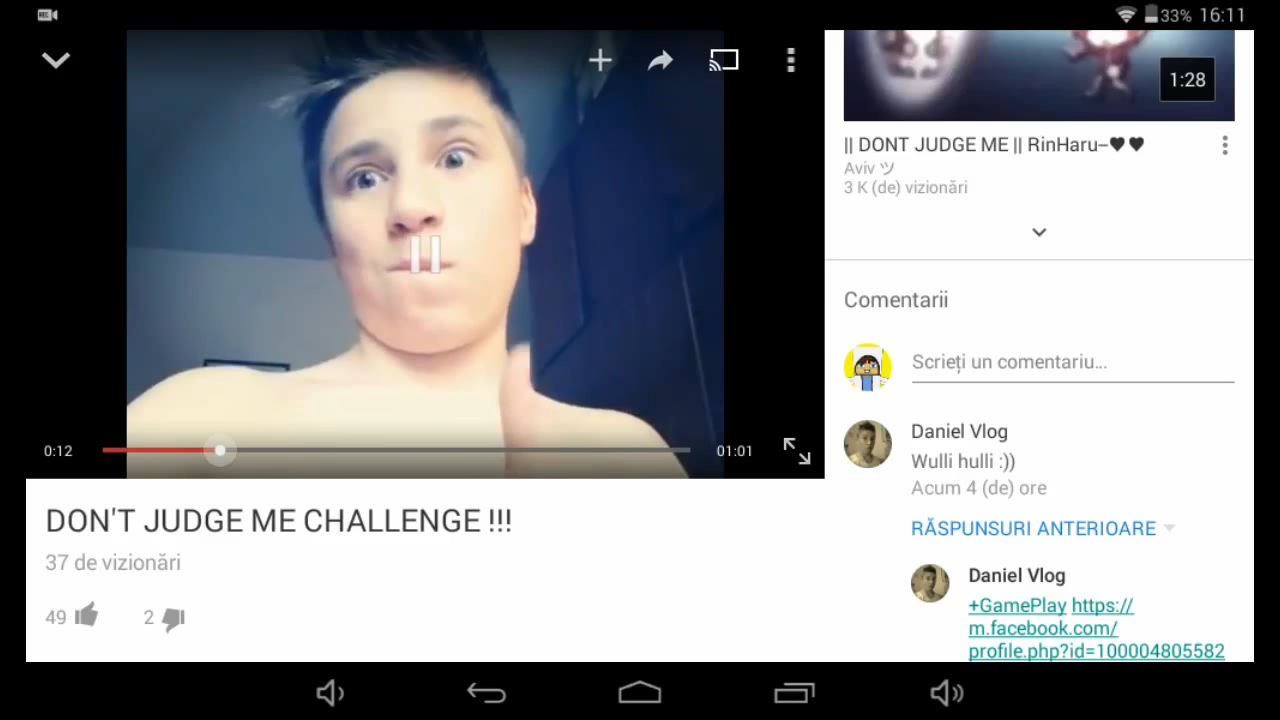 33% 16:11
1:28
|| DONT JUDGE ME || RinHaru–♥♥
Aviv ツ
3 K (de) vizionări
Comentarii
Scrieți un comentariu...
Daniel Vlog
Wulli hulli :))
Acum 4 (de) ore
RĂSPUNSURI ANTERIOARE
Daniel Vlog
+GamePlay https://
m.facebook.com/
profile.php?id=100004805582
0:12
01:01
DON'T JUDGE ME CHALLENGE !!!
37 de vizionări
49
2